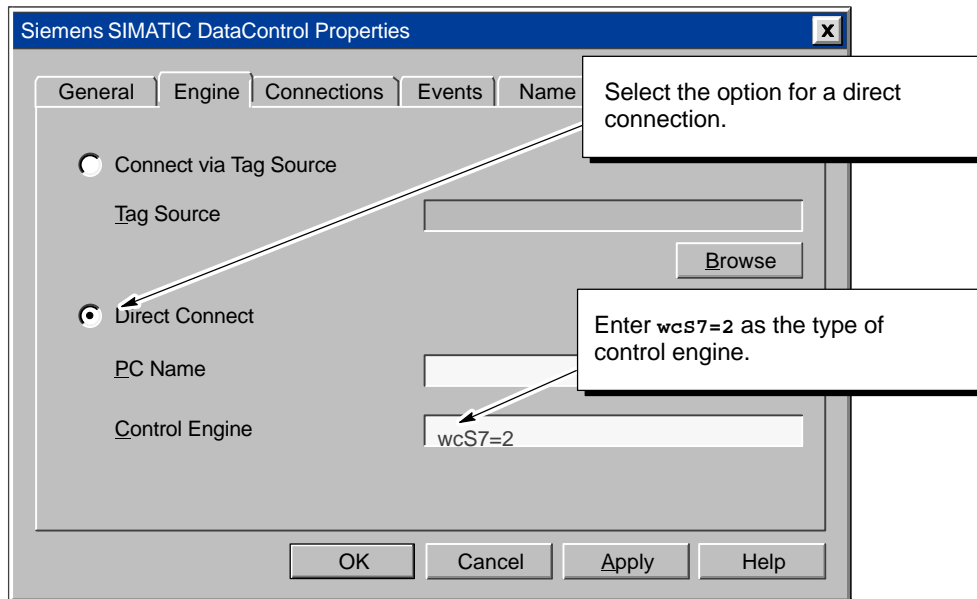 Siemens SIMATIC DataControl Properties
x
General Engine Connections Events Name
Select the option for a direct
connection.
Connect via Tag Source
Tag Source
Browse
Direct Connect
Enter wcS7=2 as the type of
control engine.
PC Name
Control Engine
wcS7=2
OK Cancel Apply Help